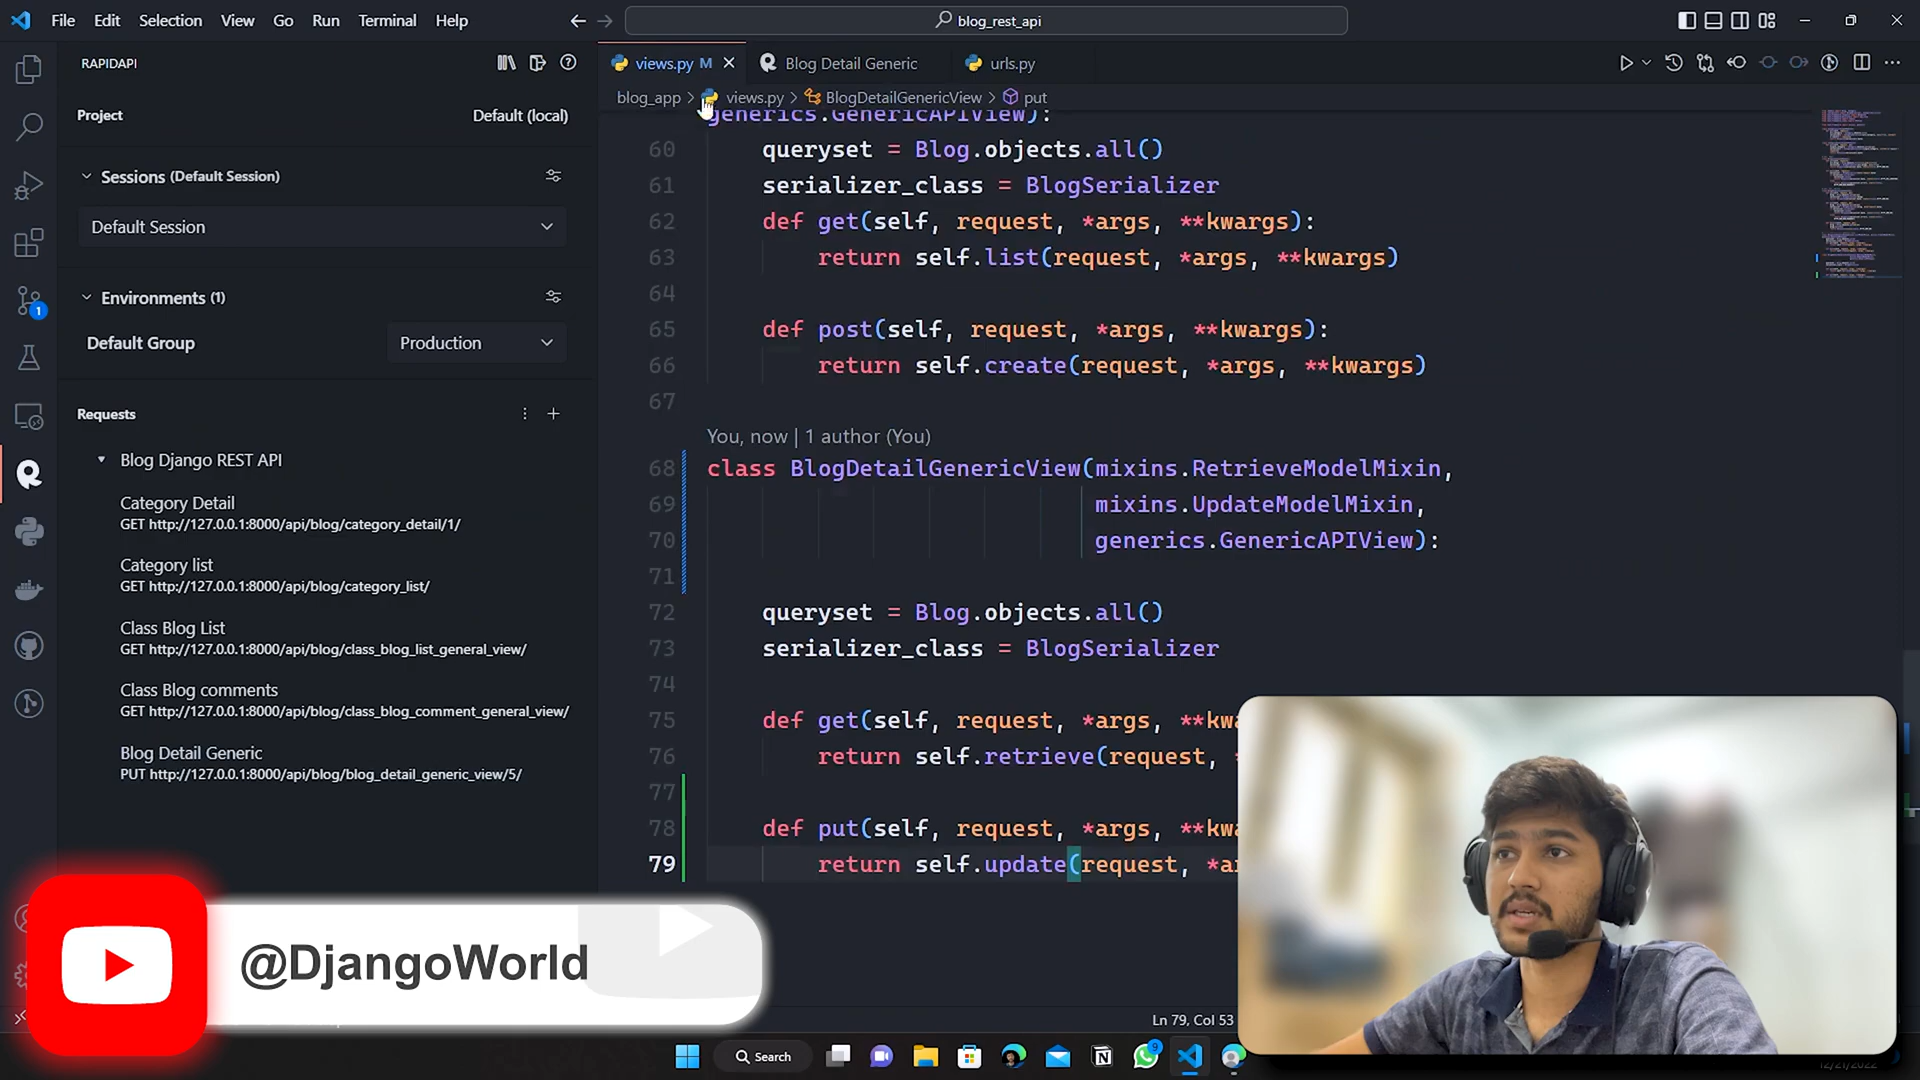 File Edit Selection View Go Run Terminal Help
blog_rest_api
RAPIDAPI
Project
Default (local)
Sessions (Default Session)
Default Session
Environments (1)
Default Group
Production
Requests
Blog Django REST API
Category Detail
GET http://127.0.0.1:8000/api/blog/category_detail/1/
Category list
GET http://127.0.0.1:8000/api/blog/category_list/
Class Blog List
GET http://127.0.0.1:8000/api/blog/class_blog_list_general_view/
Class Blog comments
GET http://127.0.0.1:8000/api/blog/class_blog_comment_general_view/
Blog Detail Generic
PUT http://127.0.0.1:8000/api/blog/blog_detail_generic_view/5/
views.py M
Blog Detail Generic
urls.py
blog_app > views.py > BlogDetailGenericView > put
generics.GenericAPIView):
60 queryset = Blog.objects.all()
61 serializer_class = BlogSerializer
62 def get(self, request, *args, **kwargs):
63 return self.list(request, *args, **kwargs)
64
65 def post(self, request, *args, **kwargs):
66 return self.create(request, *args, **kwargs)
67
You, now | 1 author (You)
68 class BlogDetailGenericView(mixins.RetrieveModelMixin,
69 mixins.UpdateModelMixin,
70 generics.GenericAPIView):
71
72 queryset = Blog.objects.all()
73 serializer_class = BlogSerializer
74
75 def get(self, request, *args, **kwa
76 return self.retrieve(request, *
77
78 def put(self, request, *args, **kwa
79 return self.update(request, *ar
@DjangoWorld
Ln 79, Col 53
Search
9
1